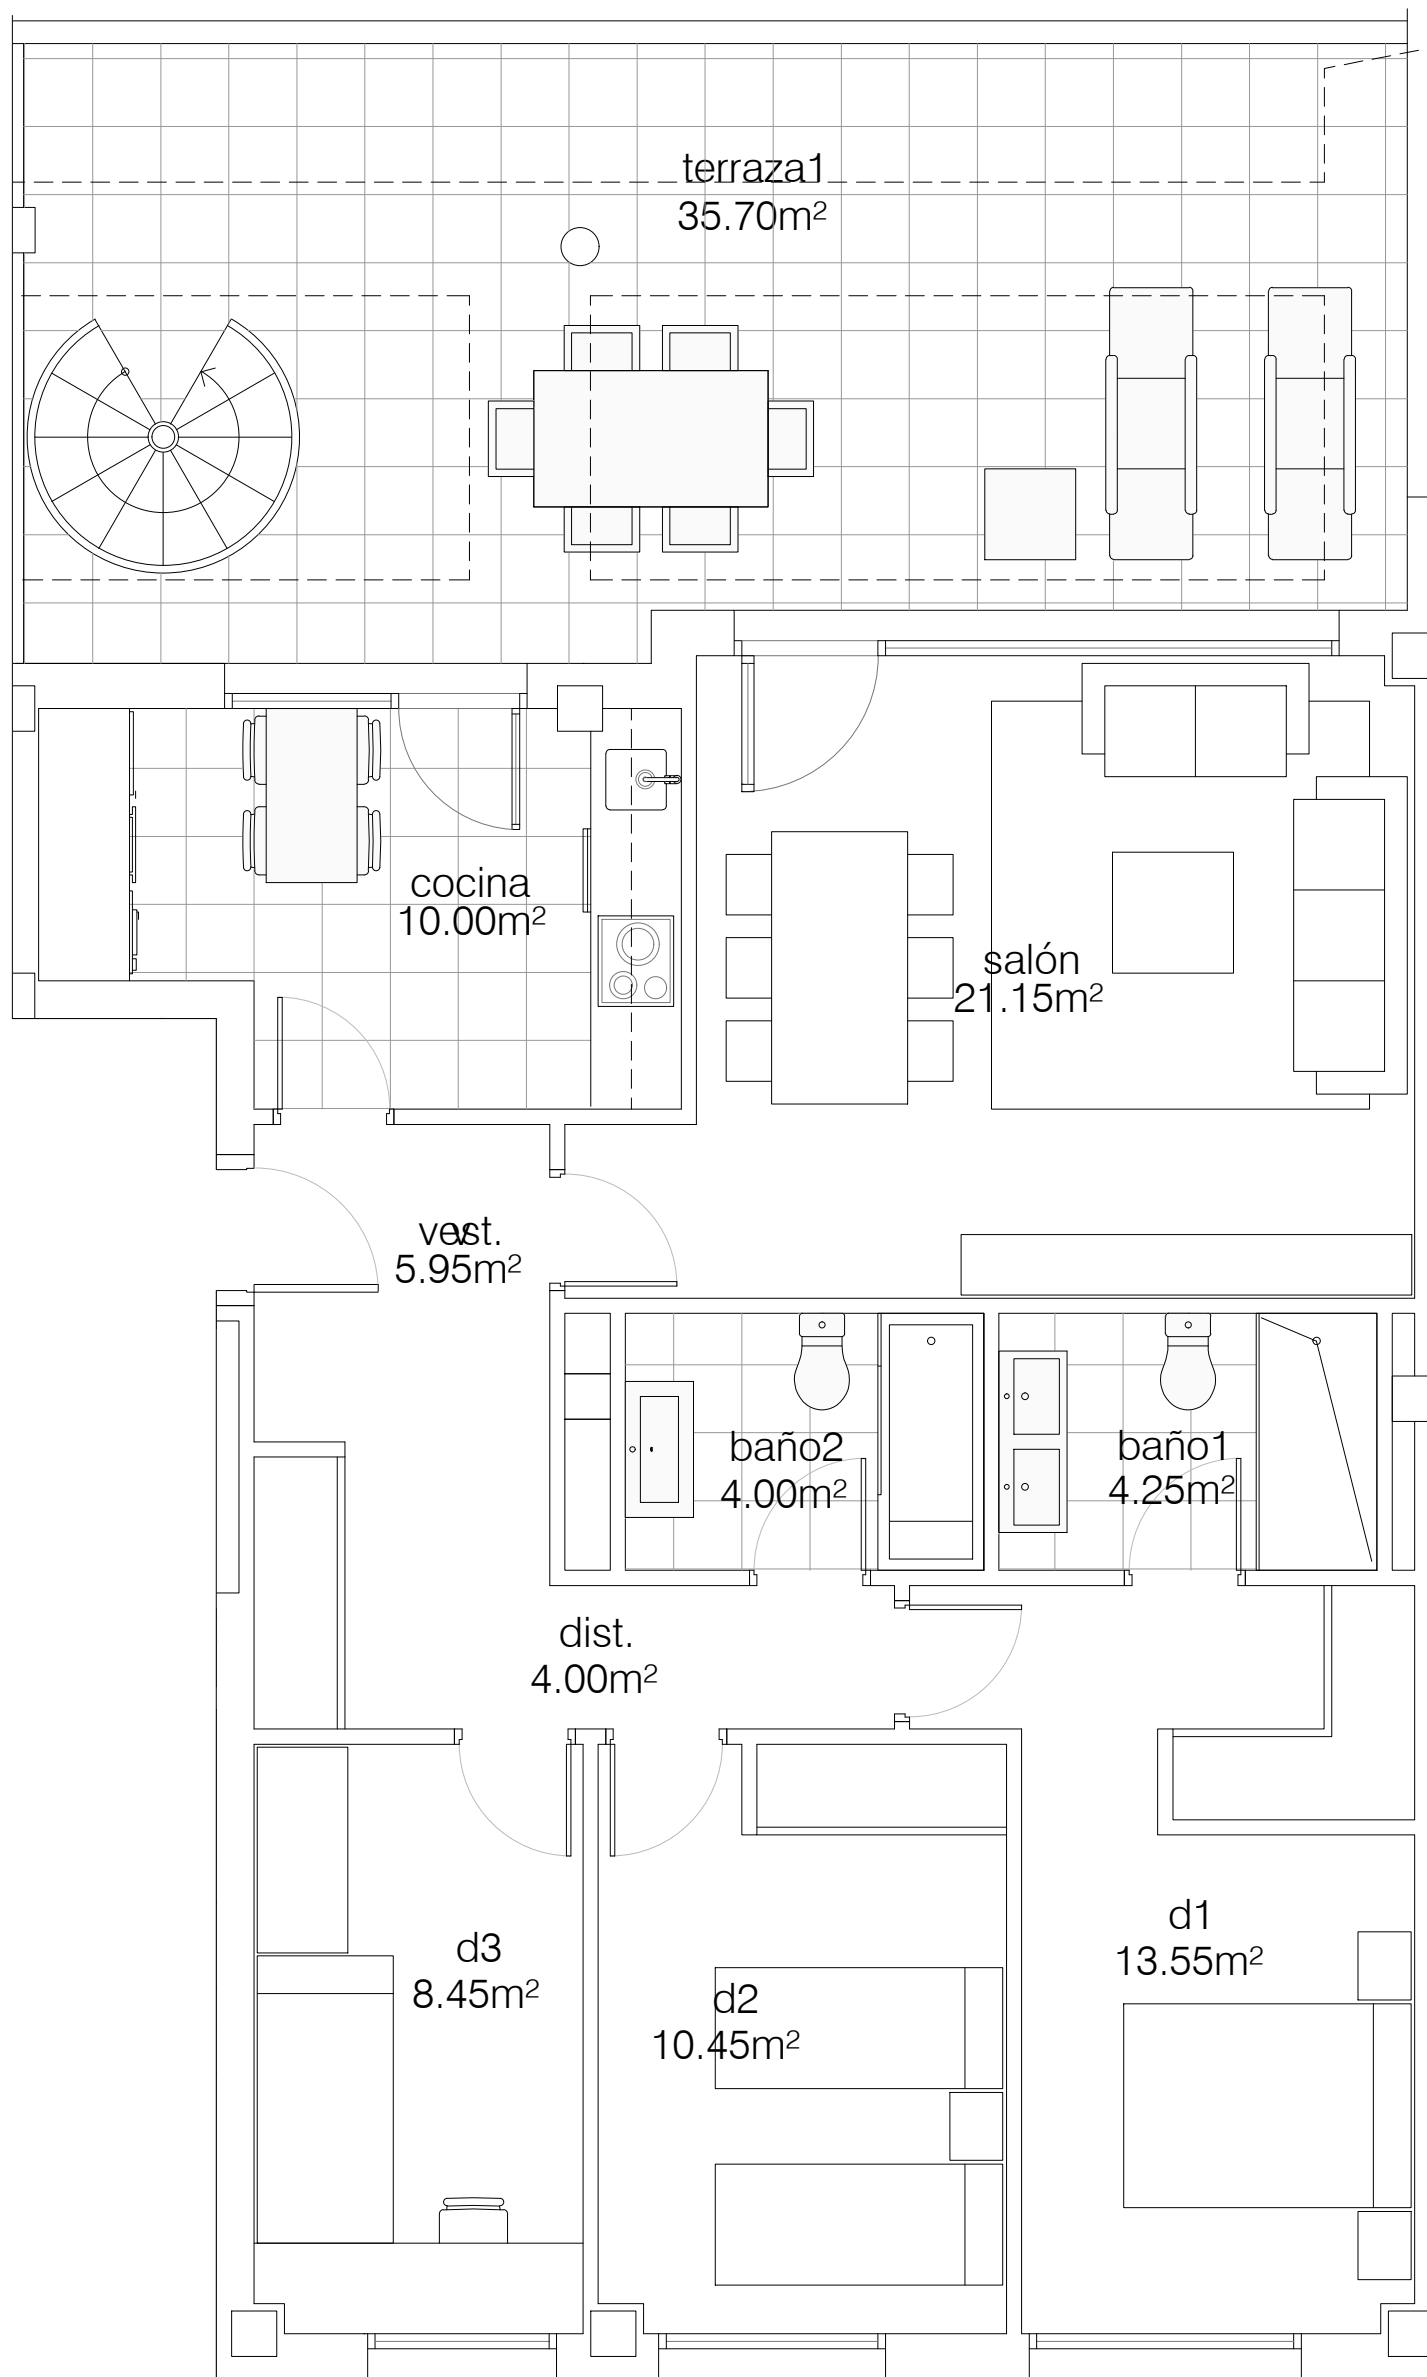 terraza1
35.70m²
cocina
10.00m²
salón
21.15m²
vest.
5.95m²
baño2
4.00m²
baño1
4.25m²
dist.
4.00m²
d1
13.55m²
d3
8.45m²
d2
10.45m²